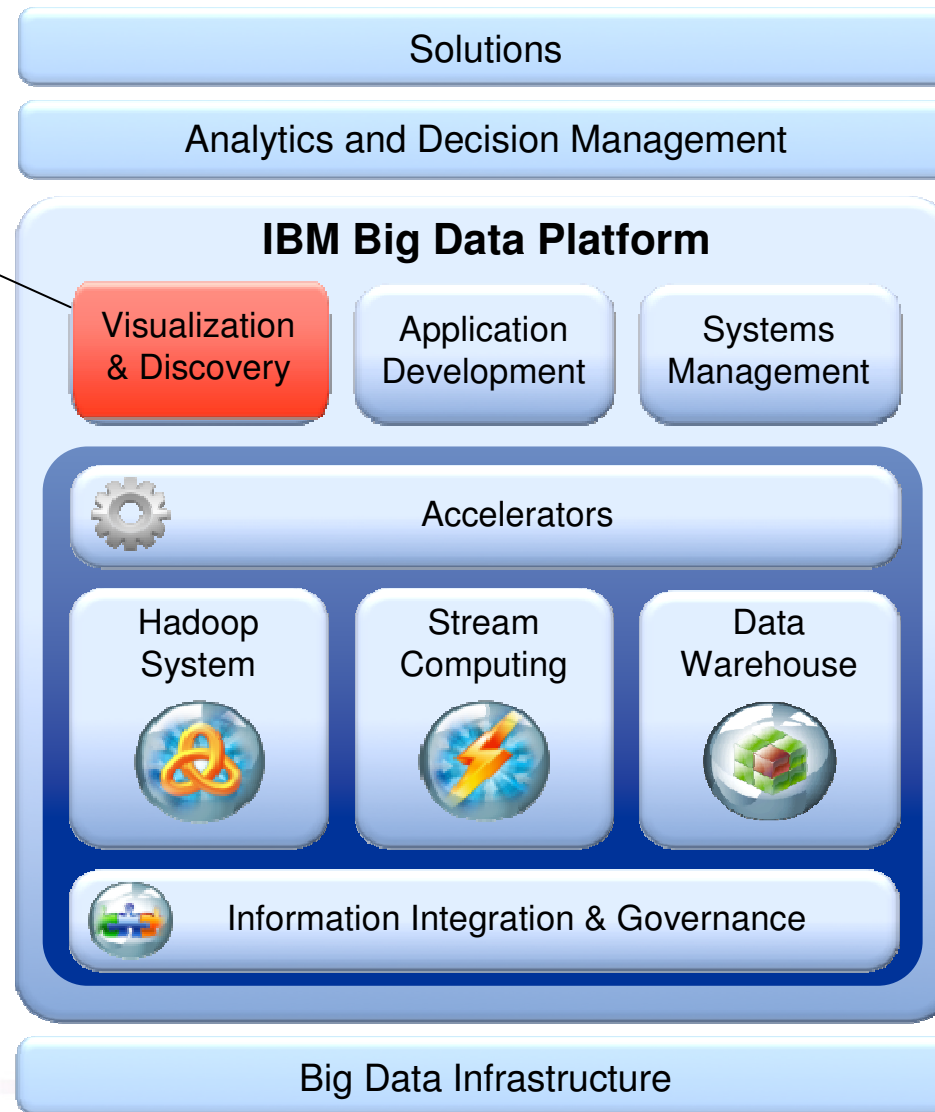 Solutions
Analytics and Decision Management
IBM Big Data Platform
Visualization
& Discovery
Application
Development
Systems
Management
Accelerators
Hadoop
System
Stream
Computing
Data
Warehouse
Information Integration & Governance
Big Data Infrastructure